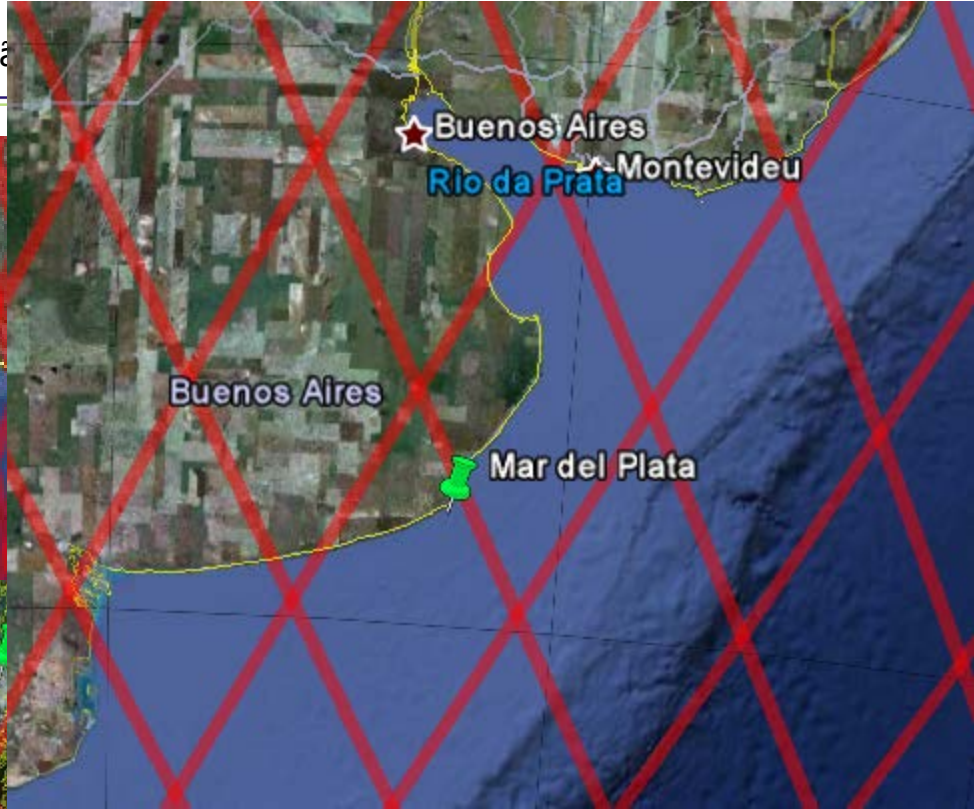 a
Buenos Aires
Montevideu
Rio da Prata
Buenos Aires
Mar del Plata